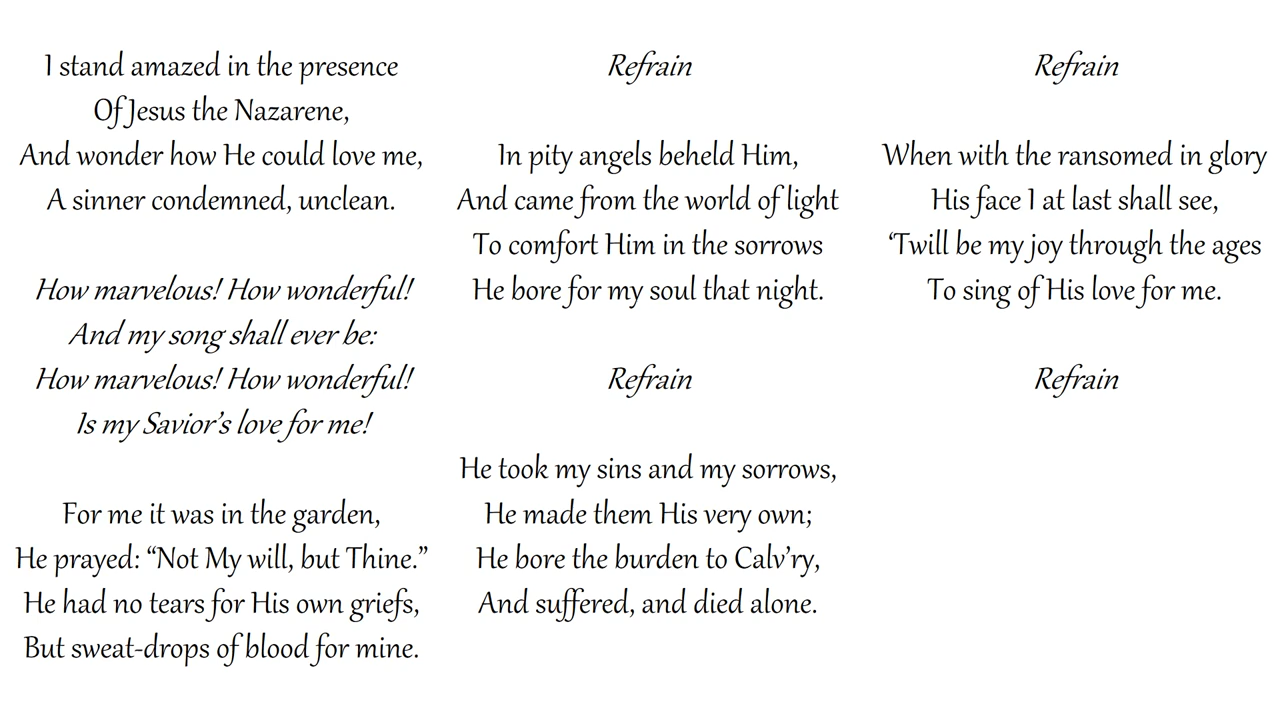 I stand amazed in the presence
Of Jesus the Nazarene,
And wonder how He could love me,
A sinner condemned, unclean.
How marvelous! How wonderful!
And my song shall ever be:
How marvelous! How wonderful!
Is my Savior’s love for me!
For me it was in the garden,
He prayed: “Not My will, but Thine.”
He had no tears for His own griefs,
But sweat-drops of blood for mine.
Refrain
In pity angels beheld Him,
And came from the world of light
To comfort Him in the sorrows
He bore for my soul that night.
Refrain
He took my sins and my sorrows,
He made them His very own;
He bore the burden to Calv’ry,
And suffered, and died alone.
Refrain
When with the ransomed in glory
His face I at last shall see,
‘Twill be my joy through the ages
To sing of His love for me.
Refrain